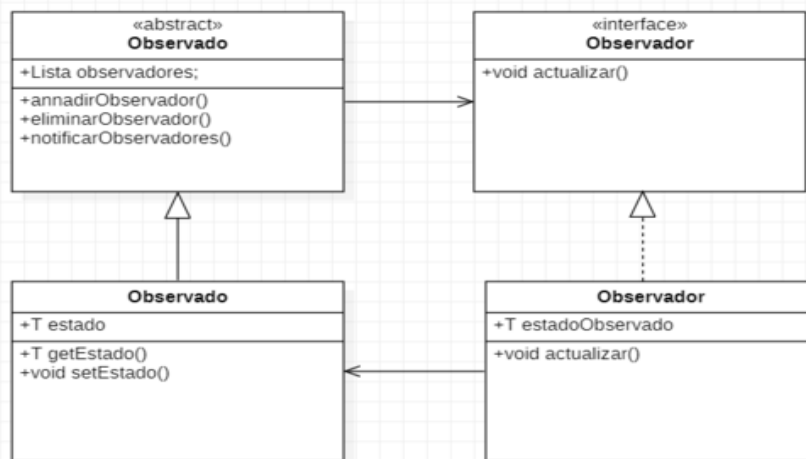 «abstract»
Observado
+Lista observadores;
+annadirObservador()
+eliminarObservador()
+notificarObservadores()
«interface»
Observador
+void actualizar()
Observado
+T estado
+T getEstado()
+void setEstado()
Observador
+T estadoObservado
+void actualizar()